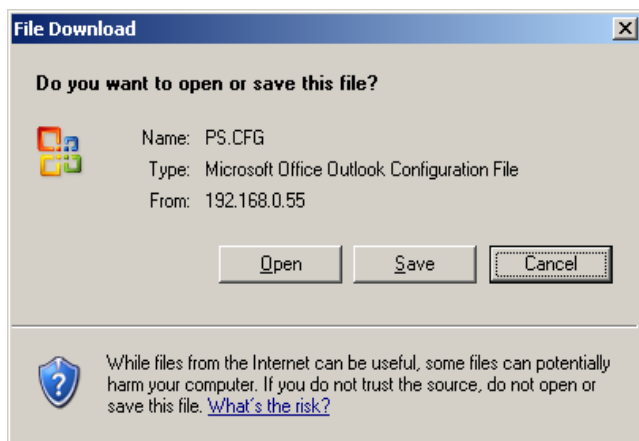 File Download
Do you want to open or save this file?
Name: PS.CFG
Type: Microsoft Office Outlook Configuration File
From: 192.168.0.55
Open Save Cancel
While files from the Internet can be useful, some files can potentially
harm your computer. If you do not trust the source, do not open or
save this file. What's the risk?